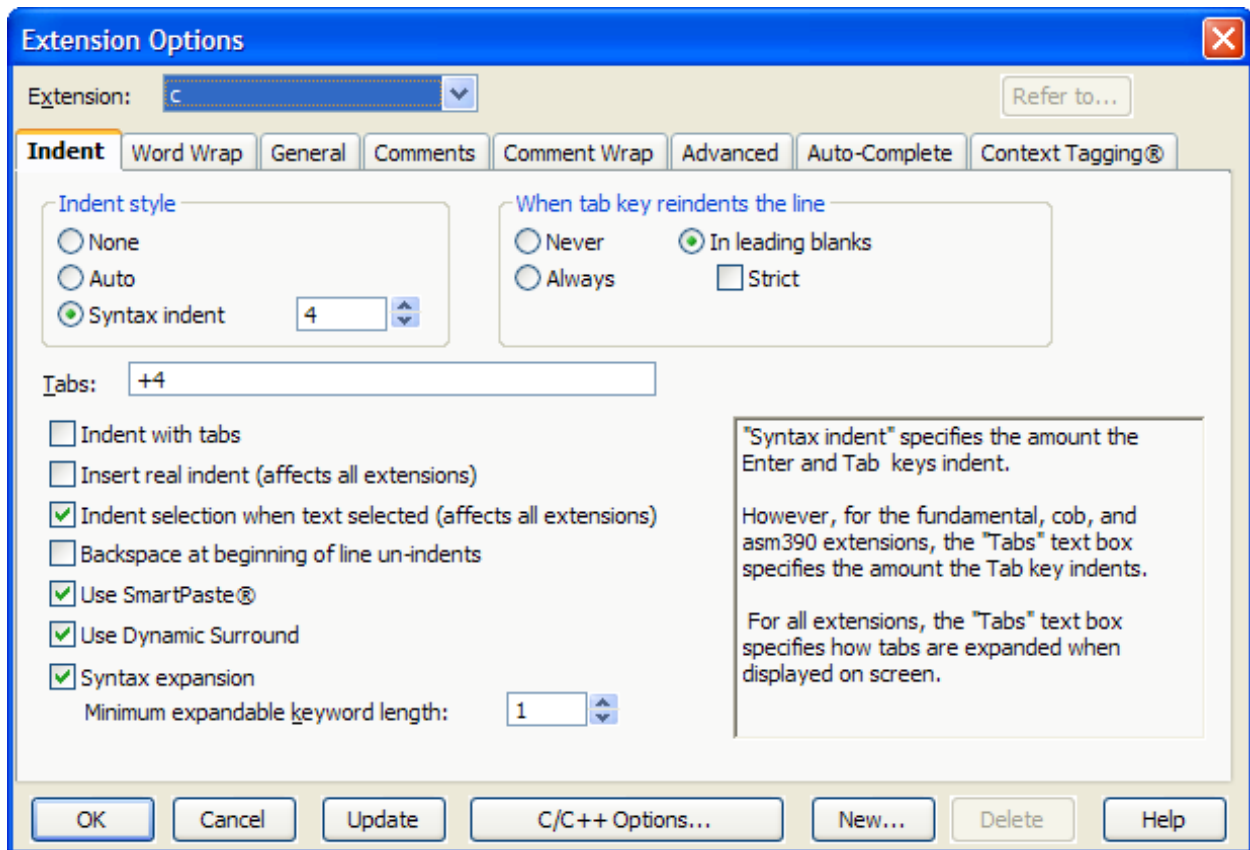 Extension Options
Extension: c Refer to...
Indent Word Wrap General Comments Comment Wrap Advanced Auto-Complete Context Tagging®
Indent style
None
Auto
Syntax indent 4
When tab key reindents the line
Never In leading blanks
Always Strict
Tabs: +4
Indent with tabs
Insert real indent (affects all extensions)
Indent selection when text selected (affects all extensions)
Backspace at beginning of line un-indents
Use SmartPaste®
Use Dynamic Surround
Syntax expansion
Minimum expandable keyword length: 1
"Syntax indent" specifies the amount the
Enter and Tab keys indent.
However, for the fundamental, cob, and
asm390 extensions, the "Tabs" text box
specifies the amount the Tab key indents.
For all extensions, the "Tabs" text box
specifies how tabs are expanded when
displayed on screen.
OK Cancel Update C/C++ Options... New... Delete Help